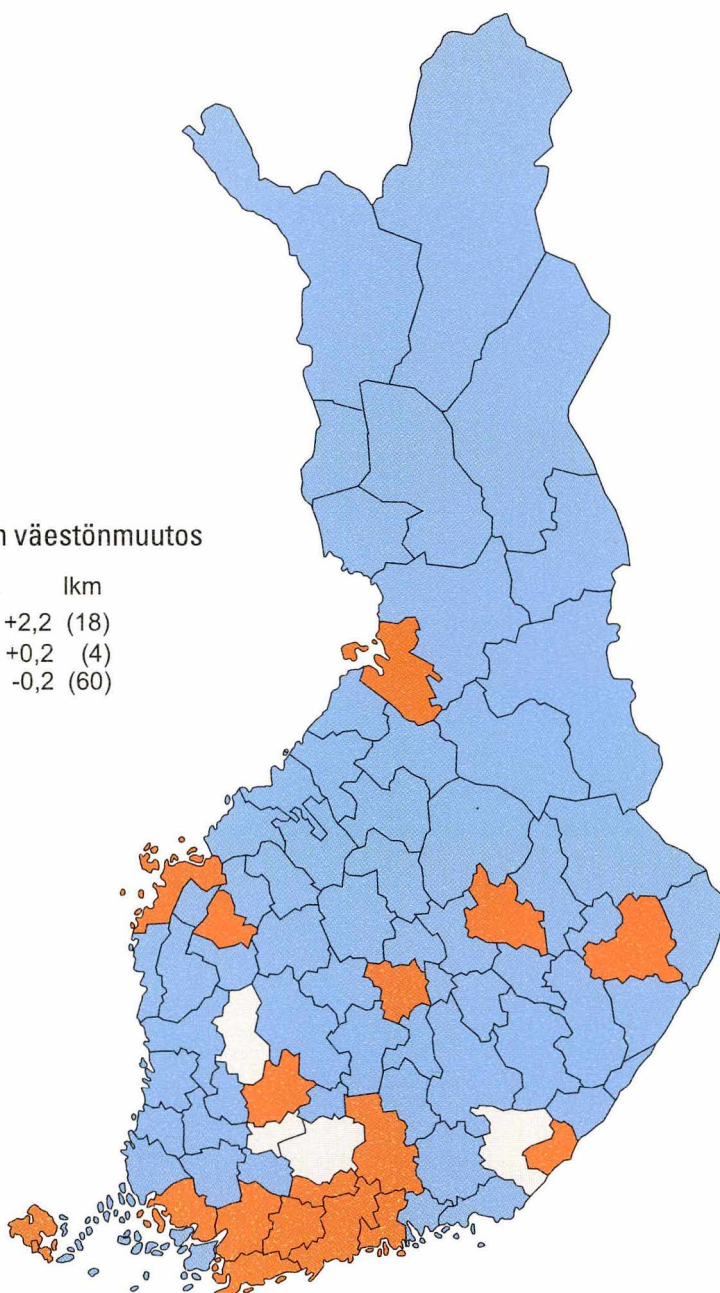 väestönmuutos
lkm
+2,2 (18)
+0,2 (4)
-0,2 (60)